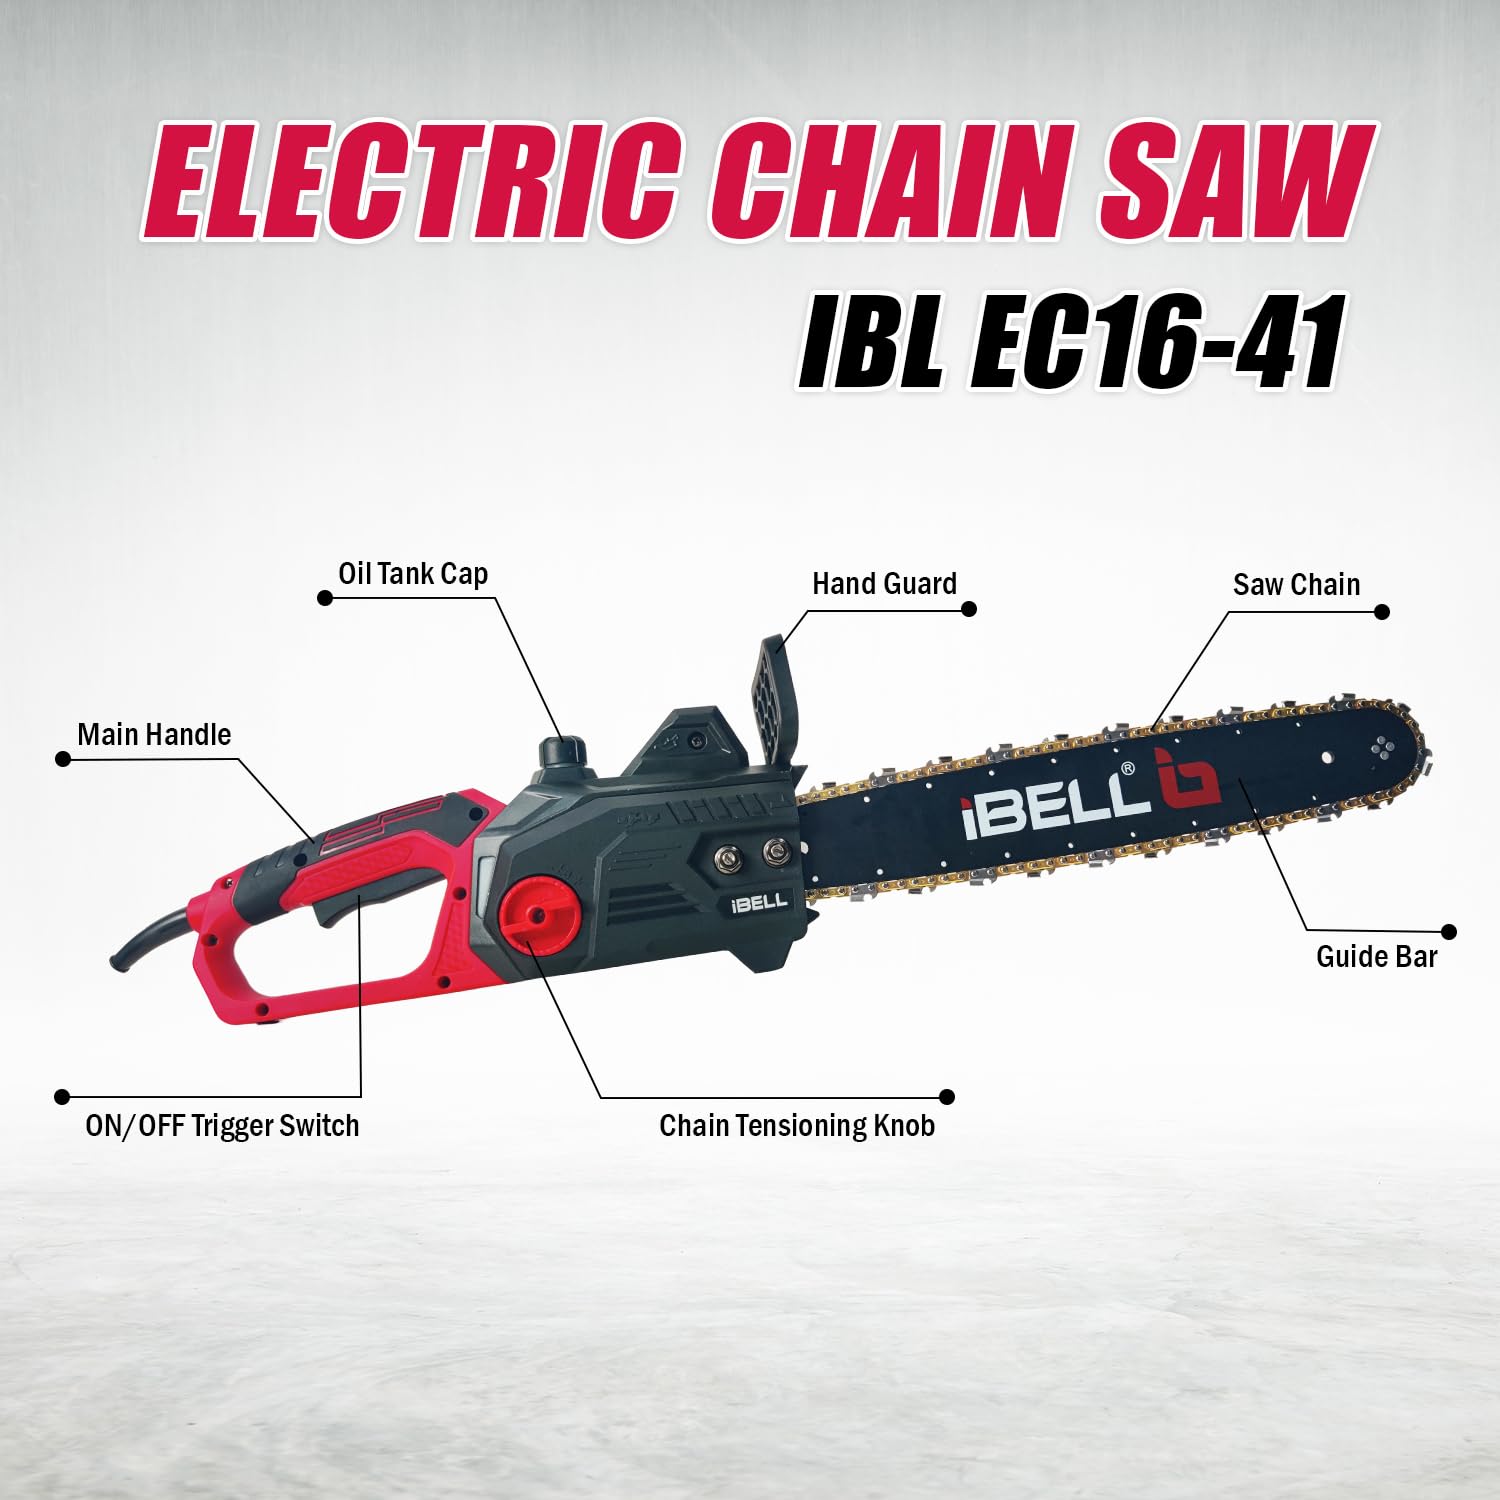 ELECTRIC CHAIN SAW
IBL EC16-41
Oil Tank Cap
Hand Guard
Saw Chain
Main Handle
iBELL® ib
iBELL
Guide Bar
ON/OFF Trigger Switch
Chain Tensioning Knob